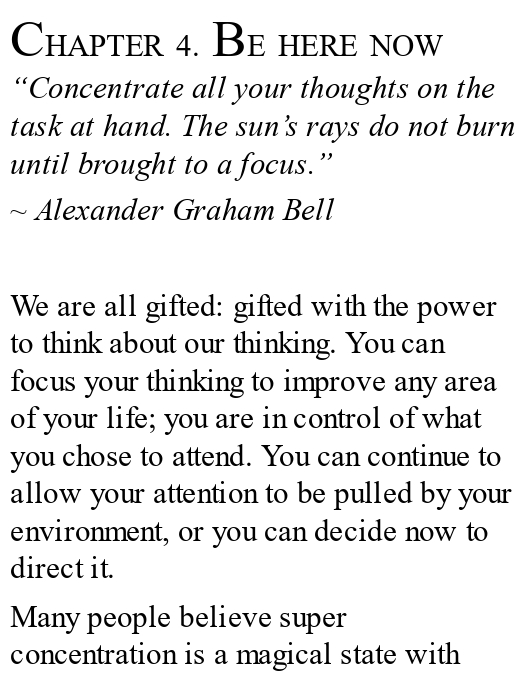 CHAPTER 4. BE HERE NOW
“Concentrate all your thoughts on the
task at hand. The sun’s rays do not burn
until brought to a focus.”
~ Alexander Graham Bell
We are all gifted: gifted with the power
to think about our thinking. You can
focus your thinking to improve any area
of your life; you are in control of what
you chose to attend. You can continue to
allow your attention to be pulled by your
environment, or you can decide now to
direct it.
Many people believe super
concentration is a magical state with